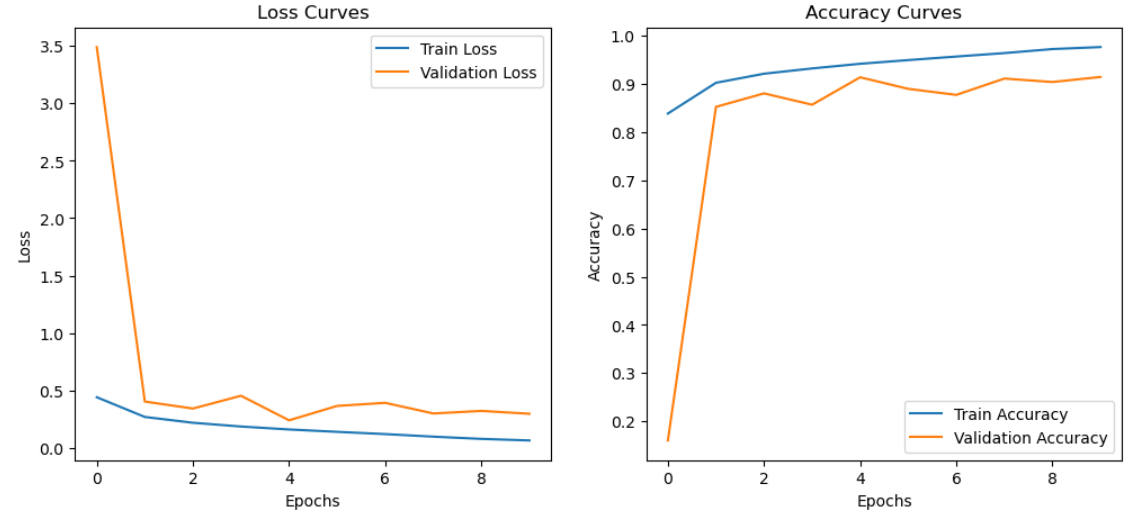 Loss Curves
3.5
3.0
2.5
2.0
1.5
1.0
0.5
0.0
Loss
0 2 4 6 8
Epochs
Train Loss
Validation Loss
Accuracy Curves
1.0
0.9
0.8
0.7
0.6
0.5
0.4
0.3
0.2
Accuracy
0 2 4 6 8
Epochs
Train Accuracy
Validation Accuracy